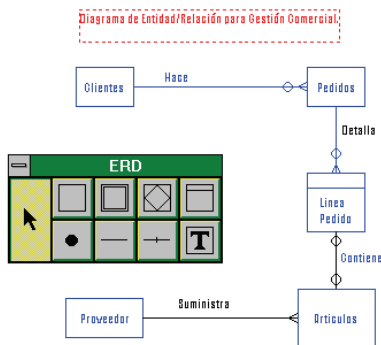 Diagrama de Entidad/Relación para Gestión Comercial.
Clientes
Hace
Pedidos
Detalla
ERD
Linea
Pedido
T
Contiene
Proveedor
Suministra
Articulos